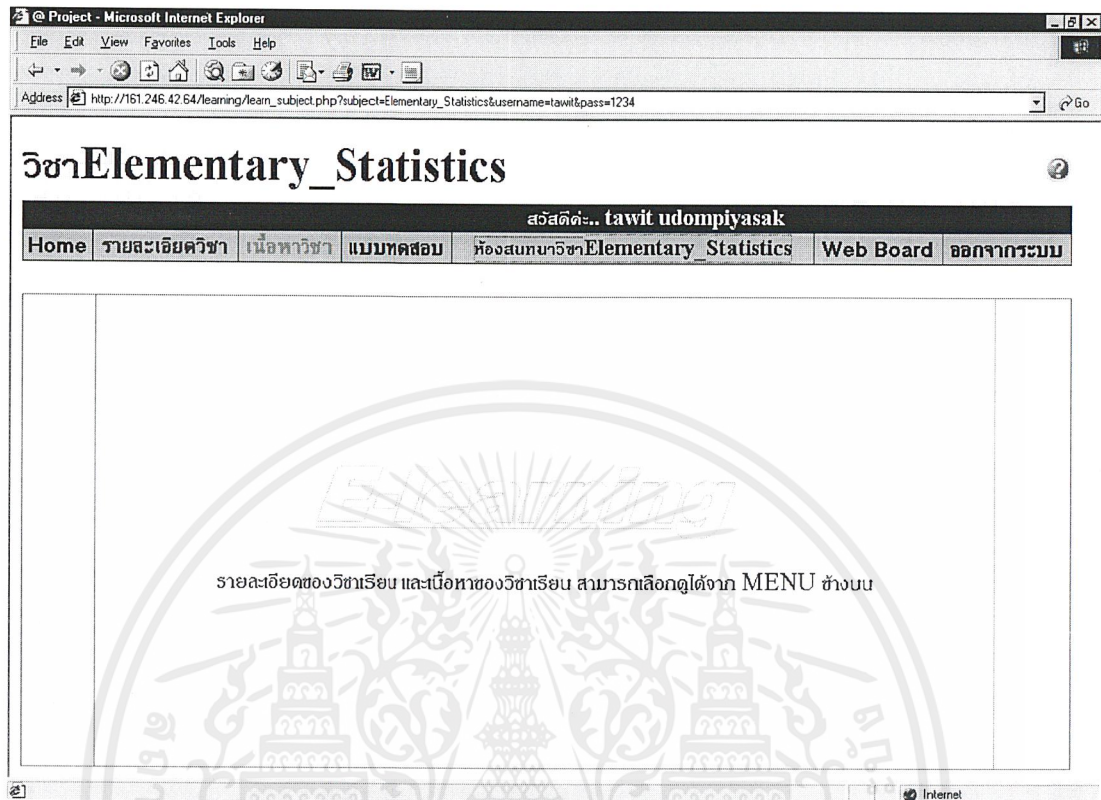 @ Project - Microsoft Internet Explorer
File Edit View Favorites Tools Help
Address http://161.246.42.64/learning/learn_subject.php?subject=Elementary_Statistics&username=tawit&pass=1234 Go
วิชาElementary_Statistics
สวัสดีค่ะ.. tawit udompiyasak
Home รายละเอียดวิชา เนื้อหาวิชา แบบทดสอบ ห้องสนทนาวิชาElementary_Statistics Web Board ออกจากระบบ
E-learning
รายละเอียดของวิชาเรียน และเนื้อหาของวิชาเรียน สามารถเลือกดูได้จาก MENU ข้างบน
Internet